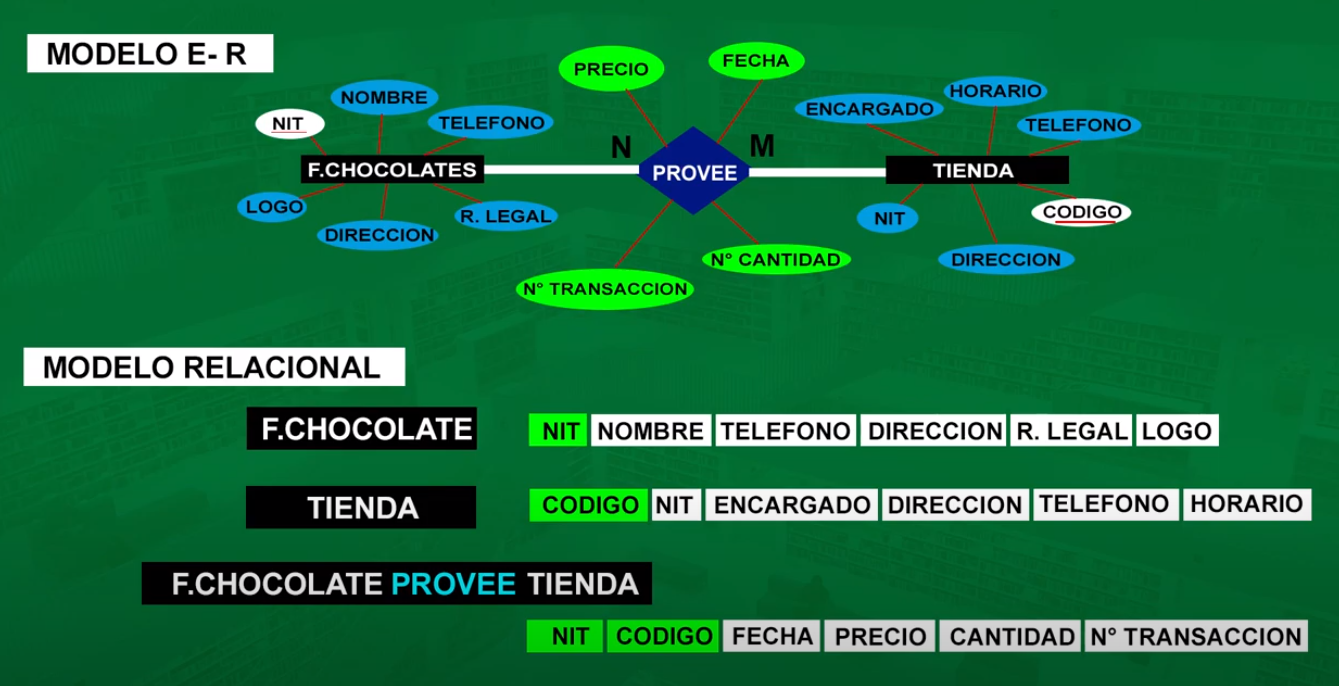 MODELO E- R
PRECIO
FECHA
NOMBRE
HORARIO
ENCARGADO
NIT
TELEFONO
TELEFONO
N
M
F.CHOCOLATES
PROVEE
TIENDA
LOGO
R. LEGAL
NIT
CODIGO
DIRECCION
N° CANTIDAD
DIRECCION
N° TRANSACCION
MODELO RELACIONAL
F.CHOCOLATE NIT NOMBRE TELEFONO DIRECCION R. LEGAL LOGO
TIENDA CODIGO NIT ENCARGADO DIRECCION TELEFONO HORARIO
F.CHOCOLATE PROVEE TIENDA
NIT CODIGO FECHA PRECIO CANTIDAD N° TRANSACCION